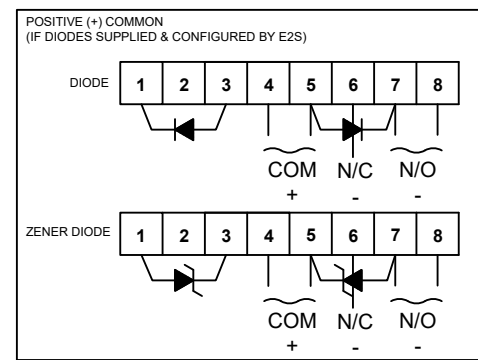 POSITIVE (+) COMMON
(IF DIODES SUPPLIED & CONFIGURED BY E2S)
DIODE 1 2 3 4 5 6 7 8
COM N/C N/O
+ - -
ZENER DIODE 1 2 3 4 5 6 7 8
COM N/C N/O
+ - -